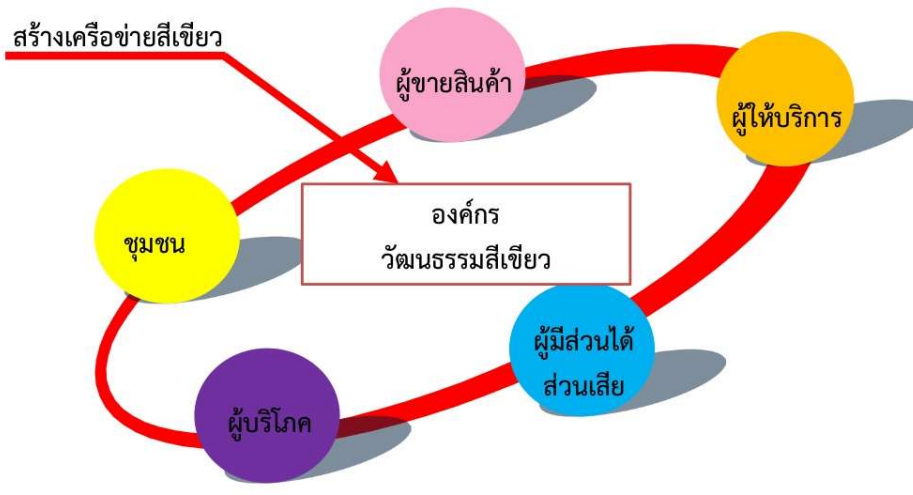 สร้างเครือข่ายสีเขียว
ผู้ขายสินค้า
ผู้ให้บริการ
องค์กร
วัฒนธรรมสีเขียว
ชุมชน
ผู้มีส่วนได้
ส่วนเสีย
ผู้บริโภค